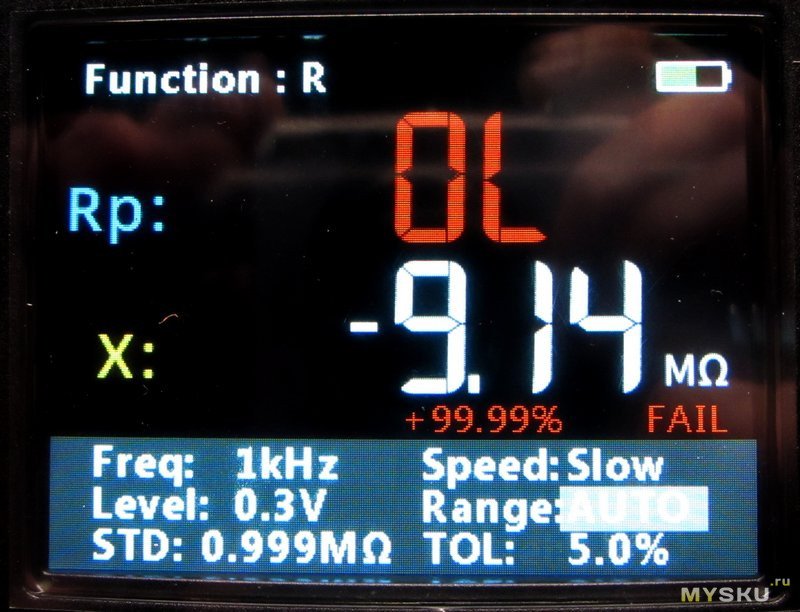 Function : R
Rp: OL
X: -9.14 MΩ
+99.99% FAIL
Freq: 1kHz Speed: Slow
Level: 0.3V Range: AUTO
STD: 0.999MΩ TOL: 5.0%
MYSKU.ru